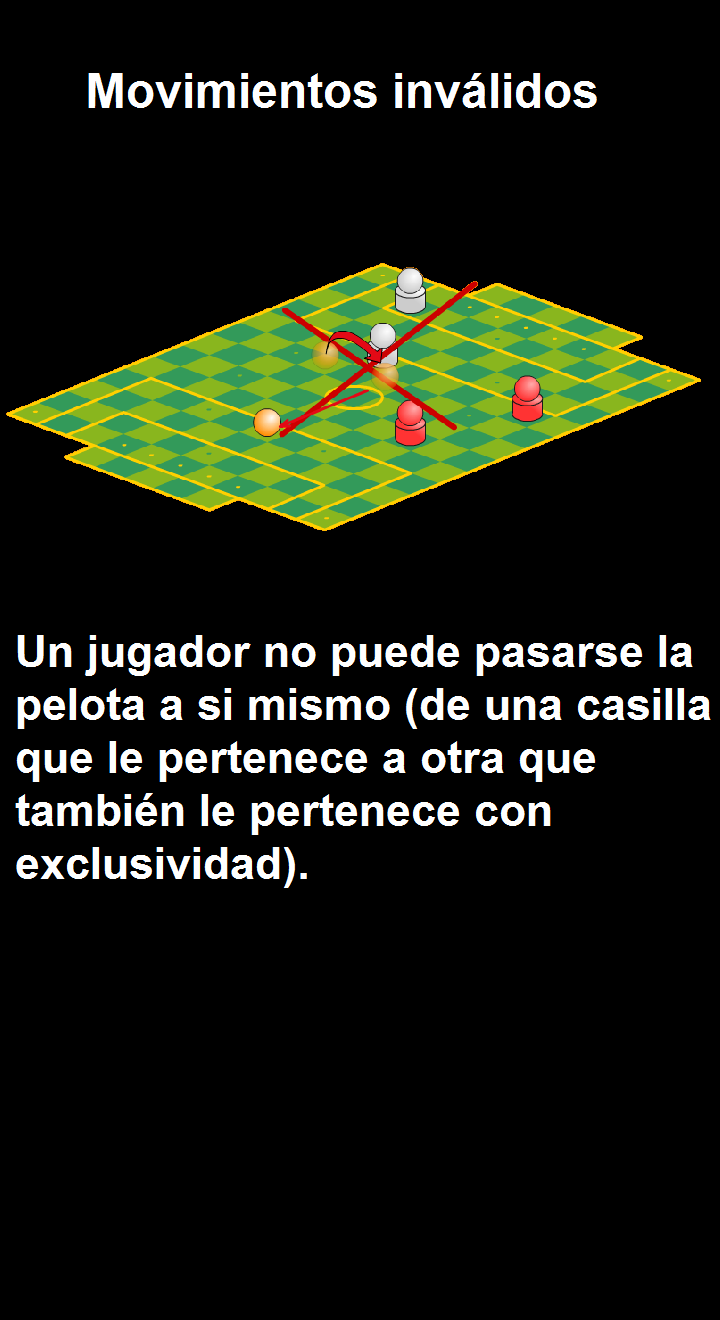 Movimientos inválidos
Un jugador no puede pasarse la
pelota a si mismo (de una casilla
que le pertenece a otra que
también le pertenece con
exclusividad).